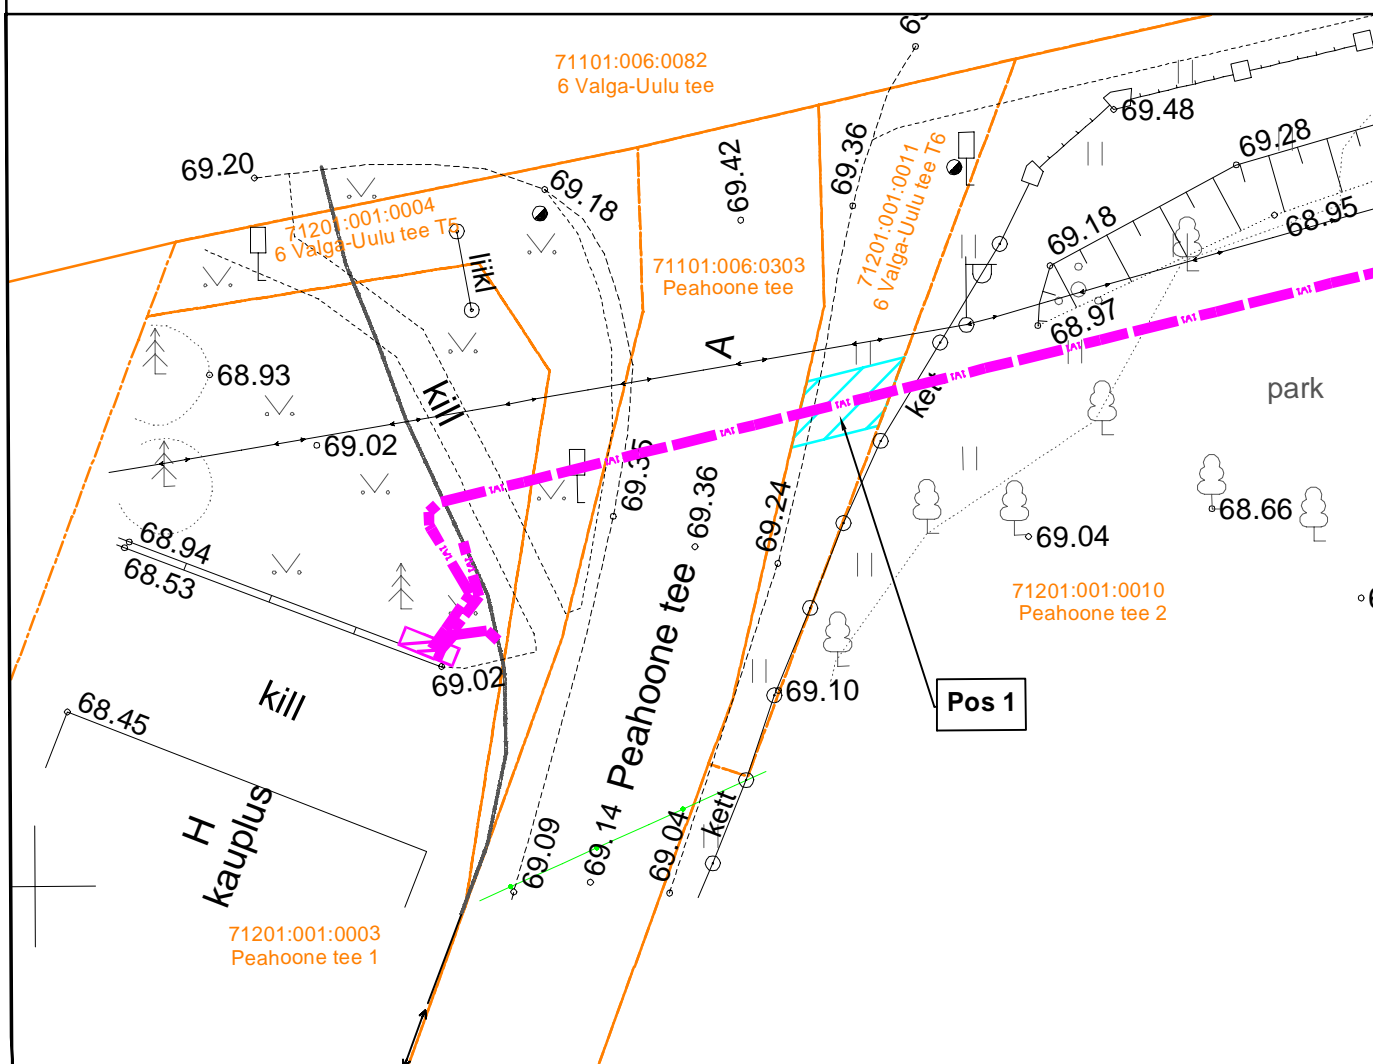 71101:006:0082
6 Valga-Uulu tee
69.48
69.20
69.18
69.42
69.36
71201:001:0011
6 Valga-Uulu tee T6
69.28
71201:001:0004
6 Valga-Uulu tee T5
liikl
69.18
68.95
71101:006:0303
Peahoone tee
68.97
A
68.93
kill
kett
park
69.02
69.35
69.36
69.24
68.66
69.04
68.94
68.53
71201:001:0010
Peahoone tee 2
69.02
Peahoone tee
69.10
Pos 1
kill
68.45
H
kauplus
69.09
69.14
69.04
kett
71201:001:0003
Peahoone tee 1